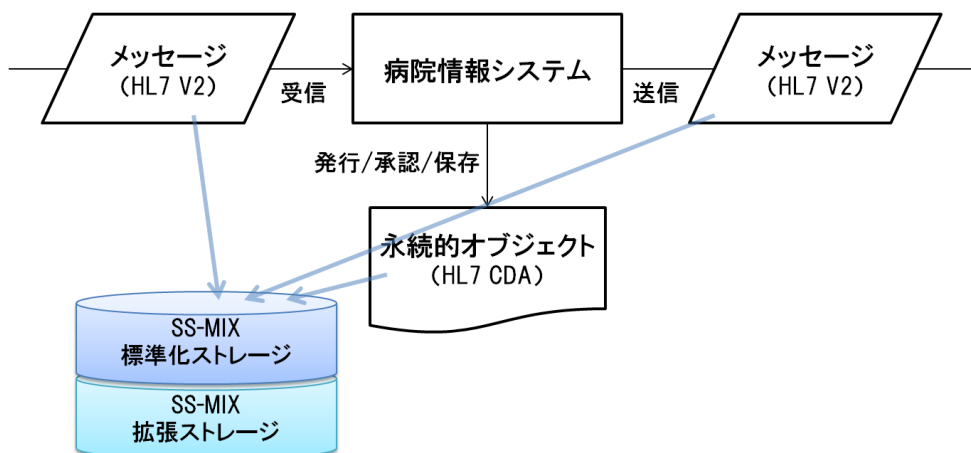 メッセージ
（HL7 V2）
受信
病院情報システム
送信
メッセージ
（HL7 V2）
発行/承認/保存
永続的オブジェクト
（HL7 CDA）
SS-MIX
標準化ストレージ
SS-MIX
拡張ストレージ